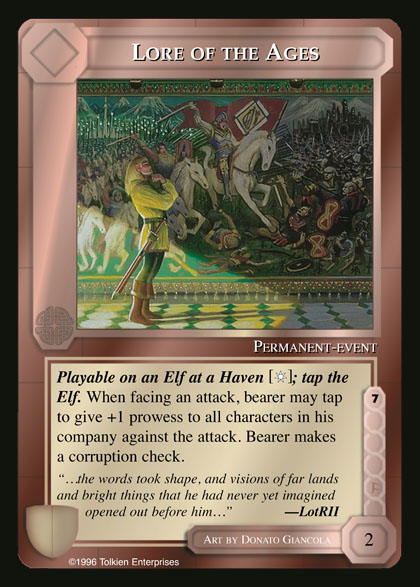 LORE OF THE AGES
PERMANENT-EVENT
Playable on an Elf at a Haven [☼]; tap the
Elf. When facing an attack, bearer may tap
to give +1 prowess to all characters in his
company against the attack. Bearer makes
a corruption check.
7
“…the words took shape, and visions of far lands
and bright things that he had never yet imagined
opened out before him…” —LotRII
ART BY DONATO GIANCOLA
2
©1996 Tolkien Enterprises